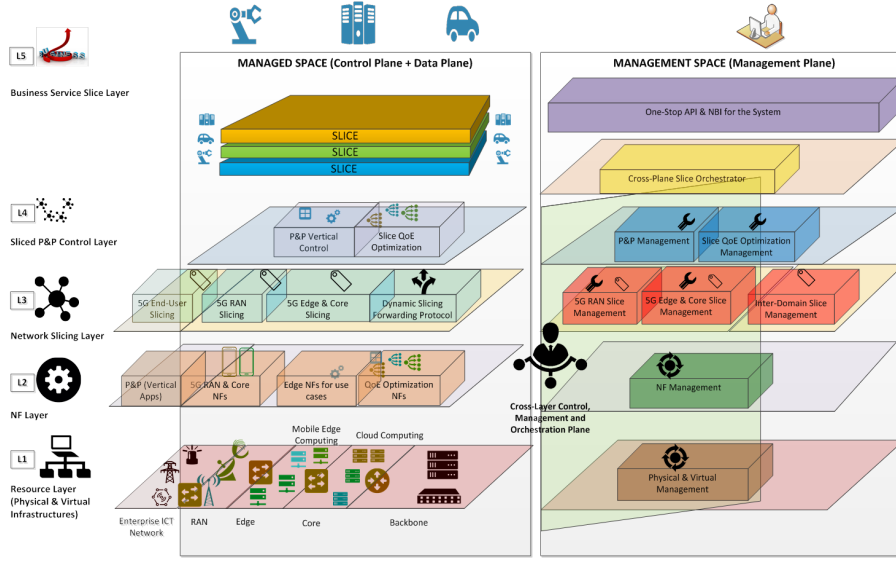 MANAGED SPACE (Control Plane + Data Plane)
MANAGEMENT SPACE (Management Plane)
L5
Business Service Slice Layer
SLICE
SLICE
SLICE
One-Stop API & NBI for the System
Cross-Plane Slice Orchestrator
L4
Sliced P&P Control Layer
P&P Vertical
Control
Slice QoE
Optimization
P&P Management
Slice QoE Optimization
Management
L3
Network Slicing Layer
5G End-User
Slicing
5G RAN
Slicing
5G Edge & Core
Slicing
Dynamic Slicing
Forwarding Protocol
5G RAN Slice
Management
5G Edge & Core Slice
Management
Inter-Domain Slice
Management
L2
NF Layer
P&P (Vertical
Apps)
5G RAN & Core
NFs
Edge NFs for use
cases
QoE Optimization
NFs
Cross-Layer Control,
Management and
Orchestration Plane
NF Management
L1
Resource Layer
(Physical & Virtual
Infrastructures)
Mobile Edge
Computing
Cloud Computing
Enterprise ICT
Network
RAN
Edge
Core
Backbone
Physical & Virtual
Management